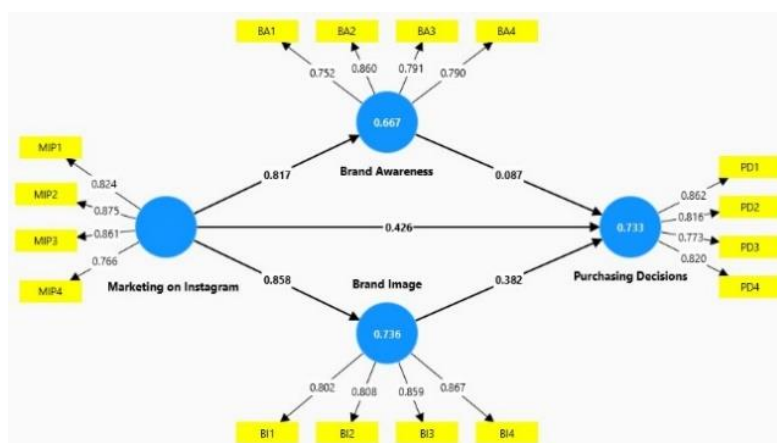 BA1 BA2 BA3 BA4
0.752 0.860 0.791 0.790
0.667
Brand Awareness
MIP1
MIP2
MIP3
MIP4
0.824
0.875
0.861
0.766
Marketing on Instagram
0.817
0.087
0.426
0.858
0.382
PD1
PD2
PD3
PD4
0.862
0.816
0.773
0.820
0.733
Purchasing Decisions
Brand Image
0.736
0.802 0.808 0.859 0.867
BI1 BI2 BI3 BI4